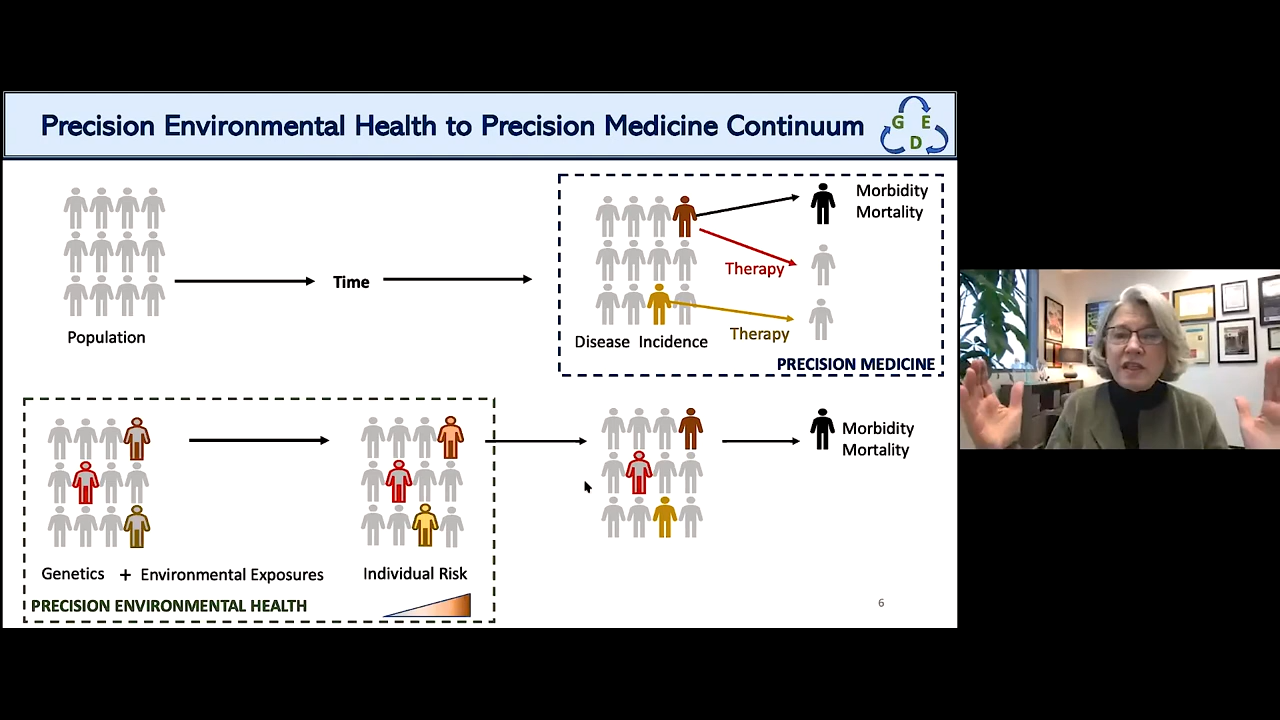 Precision Environmental Health to Precision Medicine Continuum
G E
D
Population
Time
Morbidity
Mortality
Therapy
Therapy
Disease Incidence
PRECISION MEDICINE
Genetics + Environmental Exposures
Individual Risk
PRECISION ENVIRONMENTAL HEALTH
Morbidity
Mortality
6